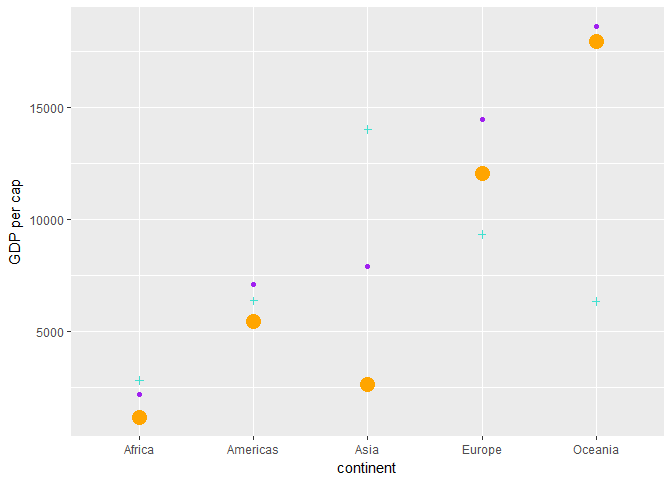 GDP per cap
15000
10000
5000
Africa Americas Asia Europe Oceania
continent